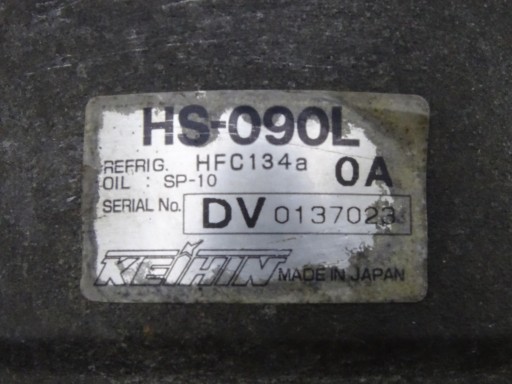 HS-090L
REFRIG. HFC134a 0A
OIL : SP-10
SERIAL No. DV 0137023
KEIHIN MADE IN JAPAN